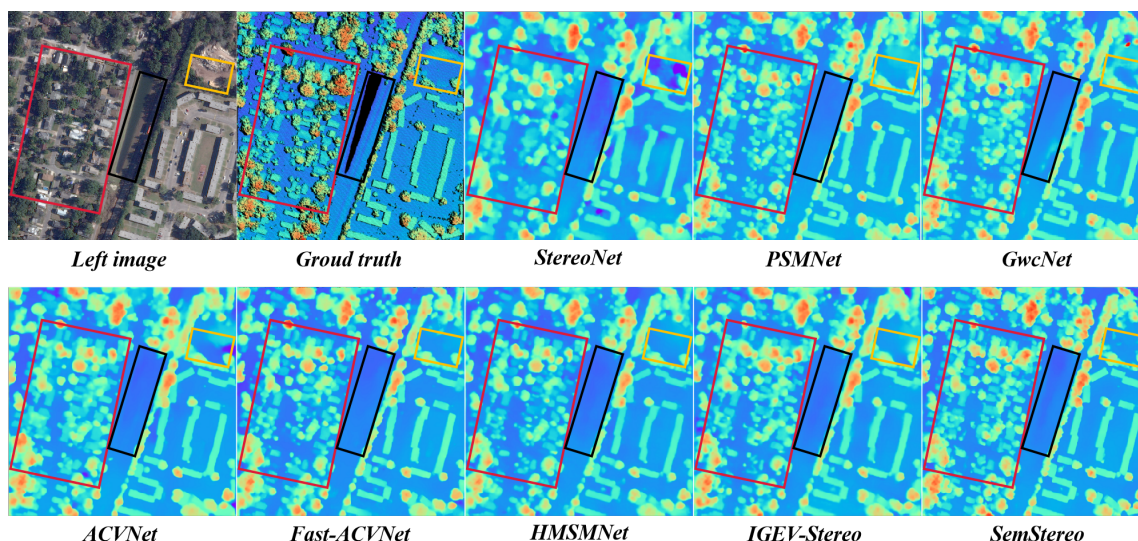 Left image
Groud truth
StereoNet
PSMNet
GwcNet
ACVNet
Fast-ACVNet
HMSMNet
IGEV-Stereo
SemStereo